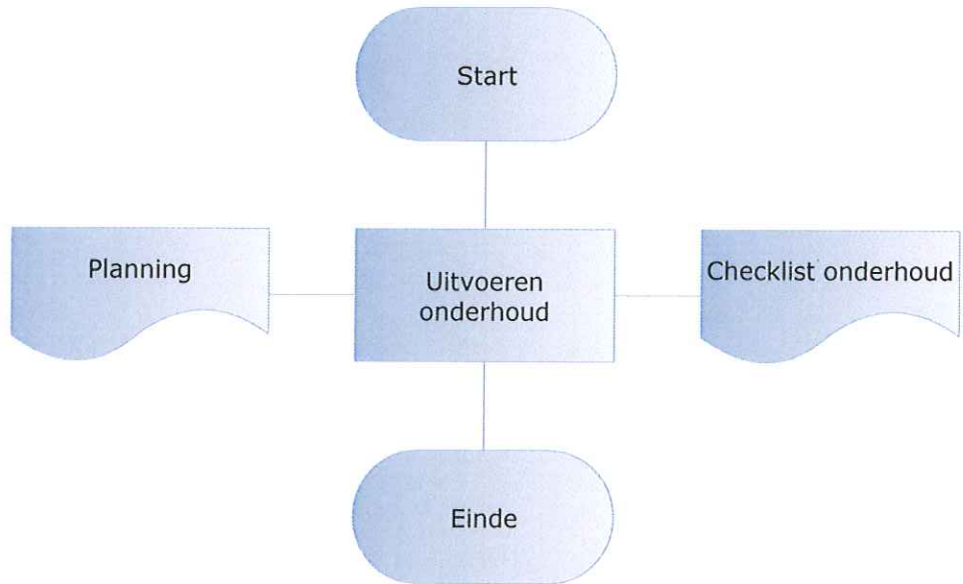 Start
Planning
Uitvoeren
onderhoud
Checklist onderhoud
Einde